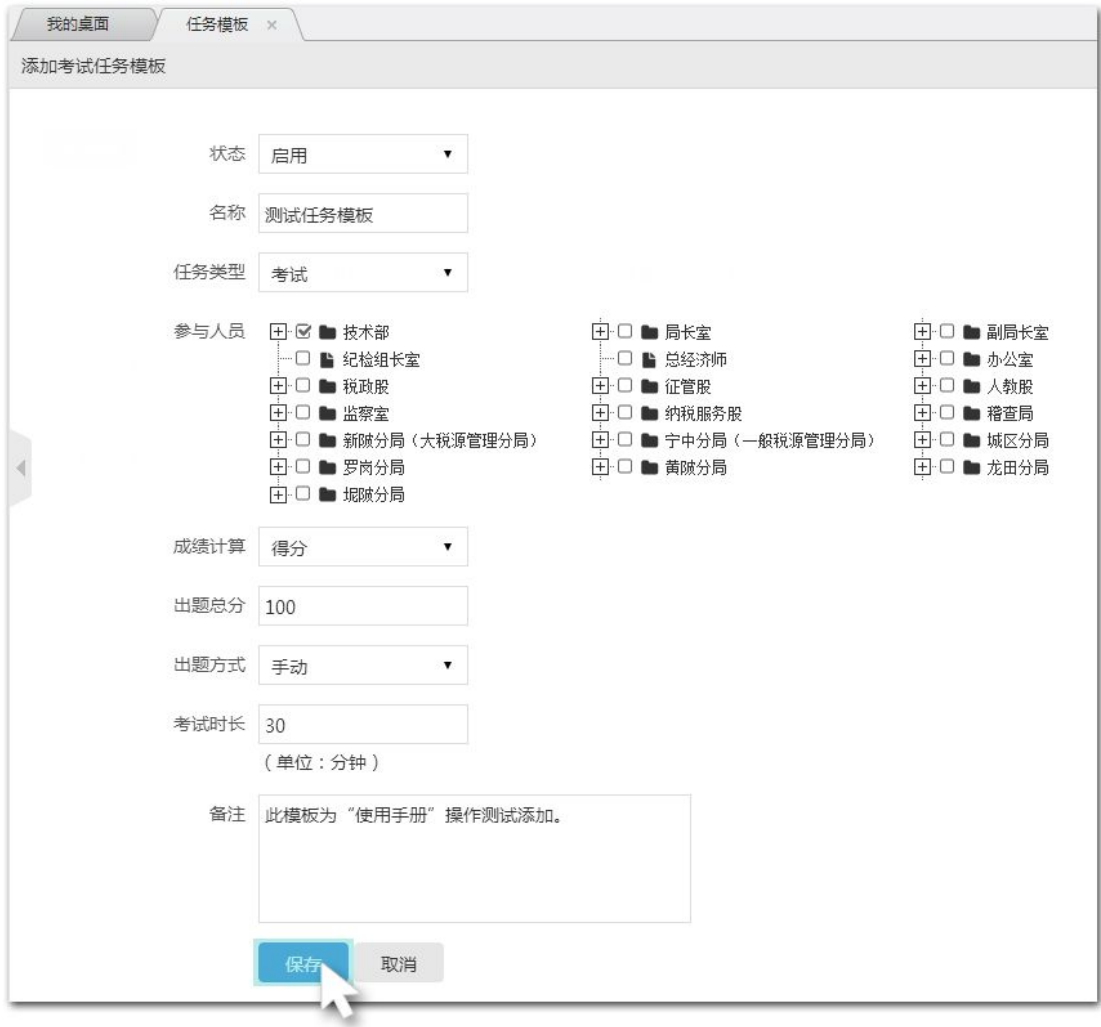 我的桌面 任务模板 ×
添加考试任务模板
状态 启用
名称 测试任务模板
任务类型 考试
参与人员 技术部 局长室 副局长室
纪检组长室 总经济师 办公室
税政股 征管股 人教股
监察室 纳税服务股 稽查局
新陂分局（大税源管理分局） 宁中分局（一般税源管理分局） 城区分局
罗岗分局 黄陂分局 龙田分局
坭陂分局
成绩计算 得分
出题总分 100
出题方式 手动
考试时长 30
（单位：分钟）
备注 此模板为“使用手册”操作测试添加。
保存 取消